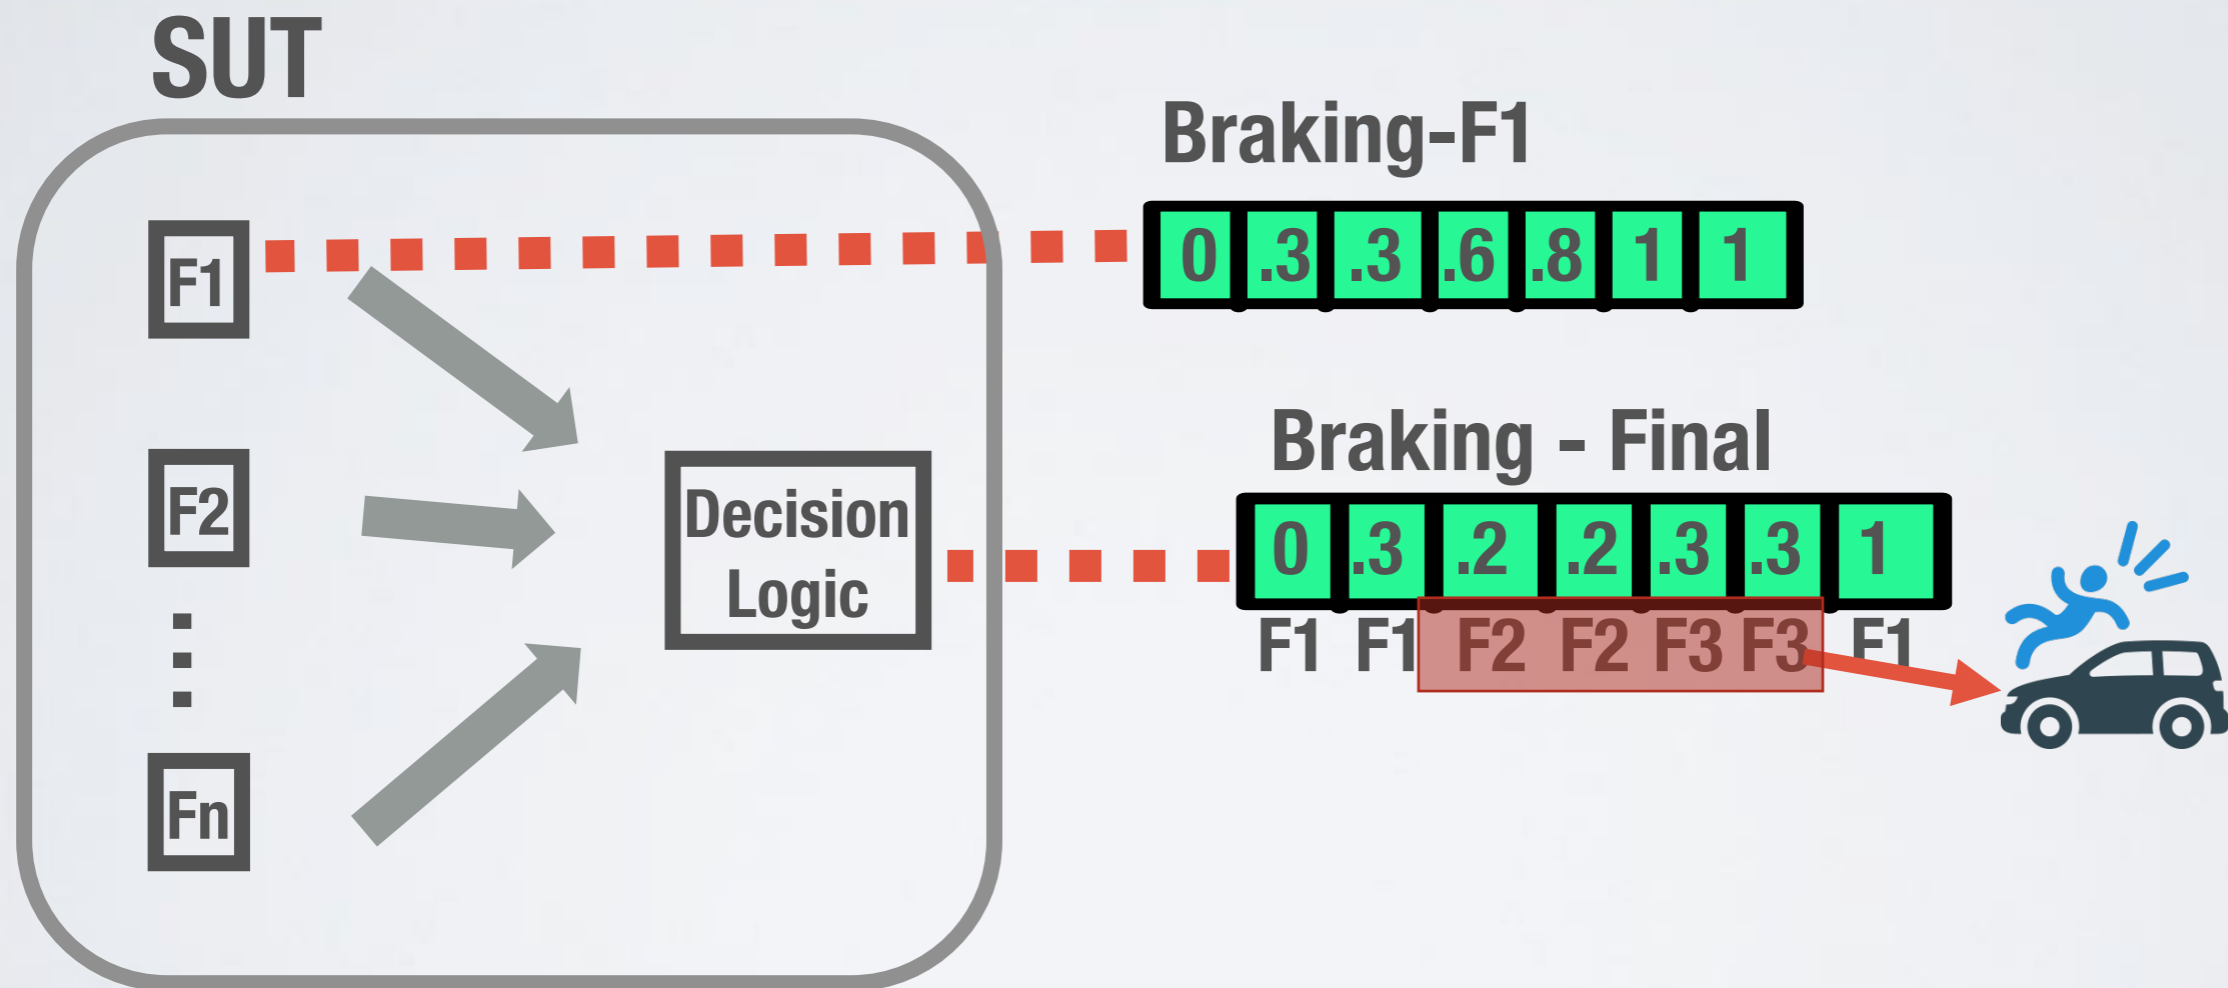 SUT
F1
F2
Fn
Decision
Logic
Braking-F1
0 .3 .3 .6 .8 1 1
Braking - Final
0 .3 .2 .2 .3 .3 1
F1 F1 F2 F2 F3 F3 F1